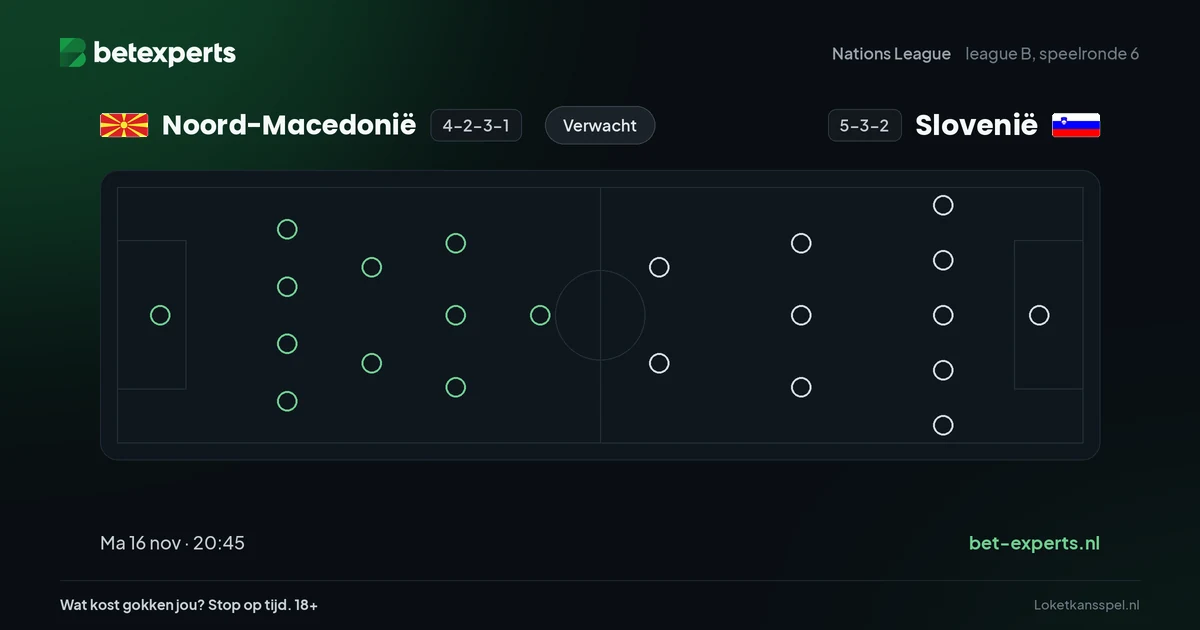 betexperts
Nations League league B, speelronde 6
Noord-Macedonië 4-2-3-1 Verwacht 5-3-2 Slovenië
Ma 16 nov · 20:45 bet-experts.nl
Wat kost gokken jou? Stop op tijd. 18+ Loketkansspel.nl